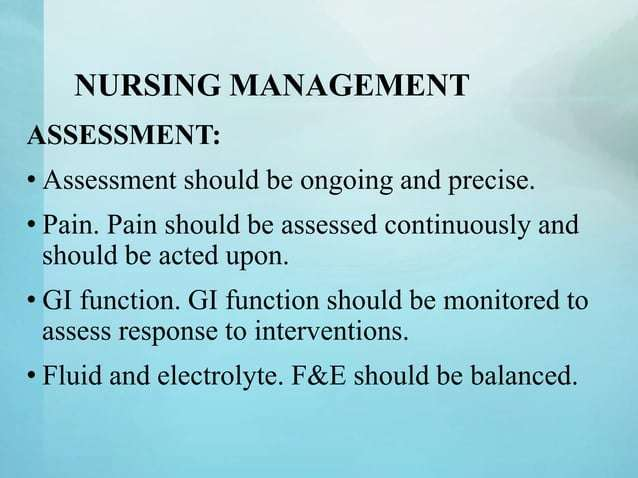 NURSING MANAGEMENT
ASSESSMENT:
• Assessment should be ongoing and precise.
• Pain. Pain should be assessed continuously and
should be acted upon.
• GI function. GI function should be monitored to
assess response to interventions.
• Fluid and electrolyte. F&E should be balanced.